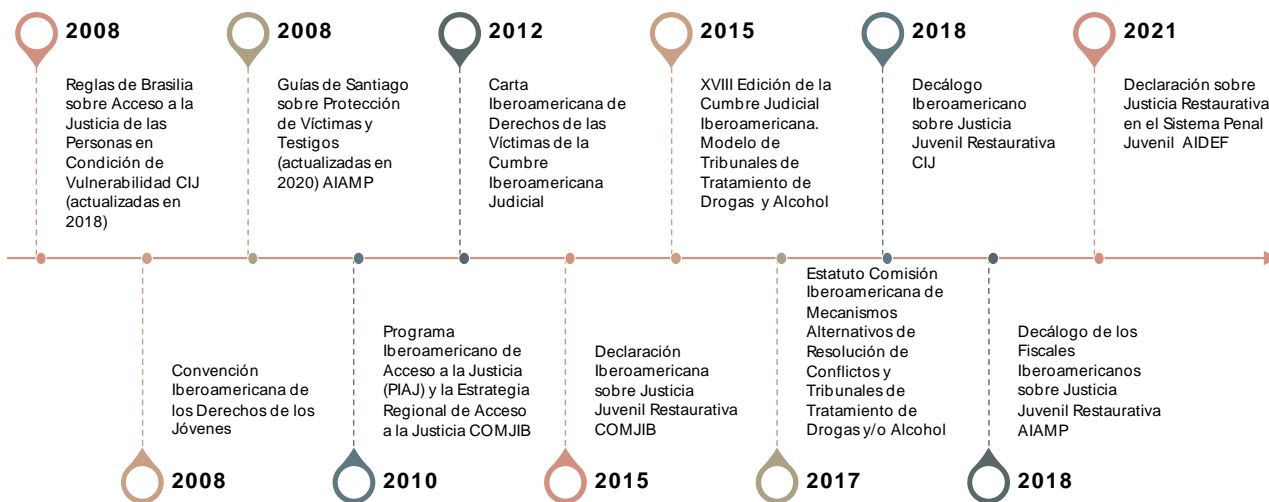 2008
Reglas de Brasilia
sobre Acceso a la
Justicia de las
Personas en
Condición de
Vulnerabilidad CIJ
(actualizadas en
2018)
2008
Guías de Santiago
sobre Protección
de Víctimas y
Testigos
(actualizadas en
2020) AIAMP
2012
Carta
Iberoamericana de
Derechos de las
Víctimas de la
Cumbre
Iberoamericana
Judicial
2015
XVIII Edición de la
Cumbre Judicial
Iberoamericana.
Modelo de
Tribunales de
Tratamiento de
Drogas y Alcohol
2018
Decálogo
Iberoamericano
sobre Justicia
Juvenil Restaurativa
CIJ
2021
Declaración sobre
Justicia Restaurativa
en el Sistema Penal
Juvenil AIDEF
Convención
Iberoamericana de
los Derechos de los
Jóvenes
2008
Programa
Iberoamericano de
Acceso a la Justicia
(PIAJ) y la Estrategia
Regional de Acceso
a la Justicia COMJIB
2010
Declaración
Iberoamericana
sobre Justicia
Juvenil Restaurativa
COMJIB
2015
Estatuto Comisión
Iberoamericana de
Mecanismos
Alternativos de
Resolución de
Conflictos y
Tribunales de
Tratamiento de
Drogas y/o Alcohol
2017
Decálogo de los
Fiscales
Iberoamericanos
sobre Justicia
Juvenil Restaurativa
AIAMP
2018